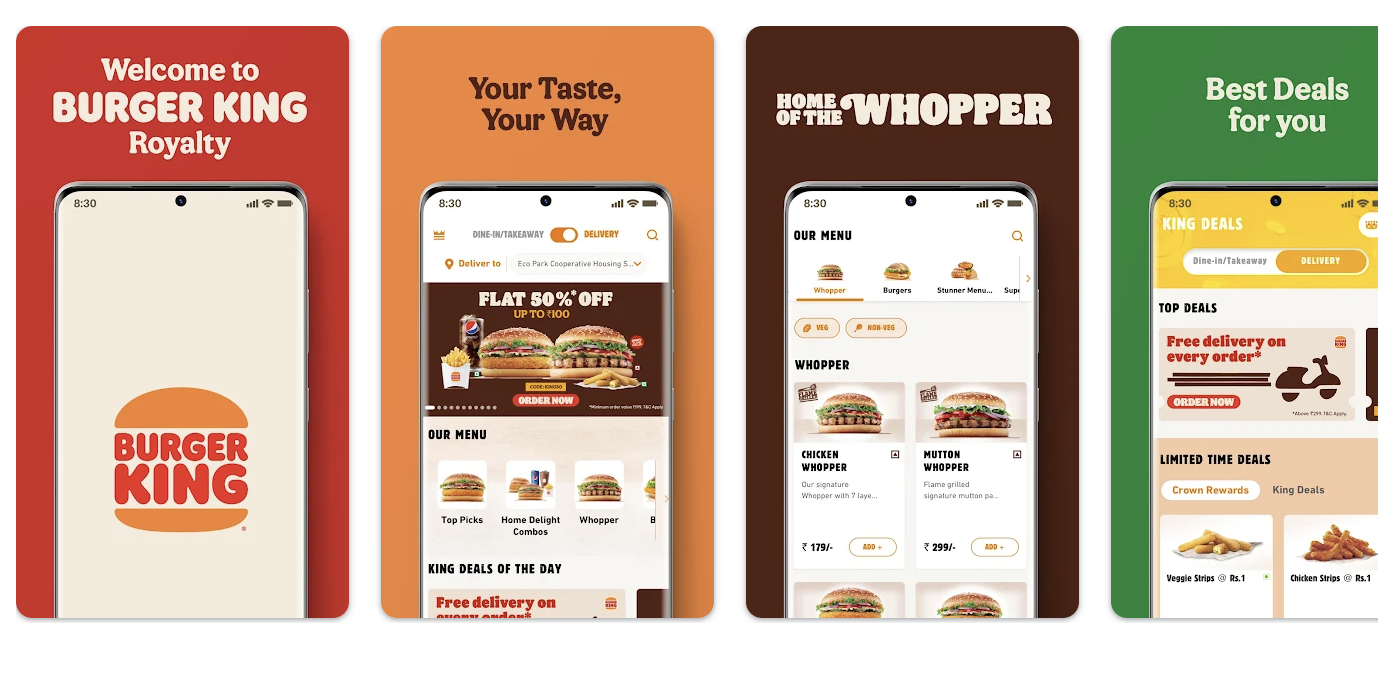 Welcome to
BURGER KING
Royalty
8:30
BURGER
KING
®
Your Taste,
Your Way
8:30
DINE-IN/TAKEAWAY DELIVERY
Deliver to Eco Park Cooperative Housing S...
FLAT 50%* OFF
UP TO ₹100
CODE: KING50
ORDER NOW
*Minimum order value ₹199. T&C Apply
OUR MENU
Top Picks
Home Delight
Combos
Whopper
B
KING DEALS OF THE DAY
Free delivery on
every order*
HOME
OF THE
WHOPPER
8:30
OUR MENU
Whopper
Burgers
Stunner Menu...
Supe
VEG
NON-VEG
WHOPPER
FLAME
GRILLED
CHICKEN
WHOPPER
Our signature
Whopper with 7 laye...
₹ 179/-
ADD +
FLAME
GRILLED
MUTTON
WHOPPER
Flame grilled
signature mutton pa...
₹ 299/-
ADD +
Best Deals
for you
8:30
KING DEALS
Dine-in/Takeaway DELIVERY
TOP DEALS
Free delivery on
every order*
BURGER
KING
ORDER NOW
*Above ₹299. T&C Apply.
LIMITED TIME DEALS
Crown Rewards King Deals
Veggie Strips @ Rs.1
Chicken Strips @ Rs.1